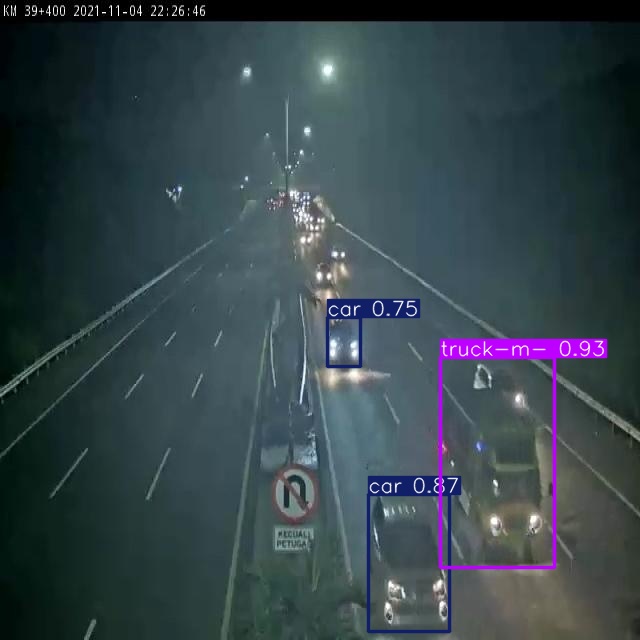 KM 39+400 2021-11-04 22:26:46
car 0.75
truck-m- 0.93
car 0.87
KECUALI
PETUGAS